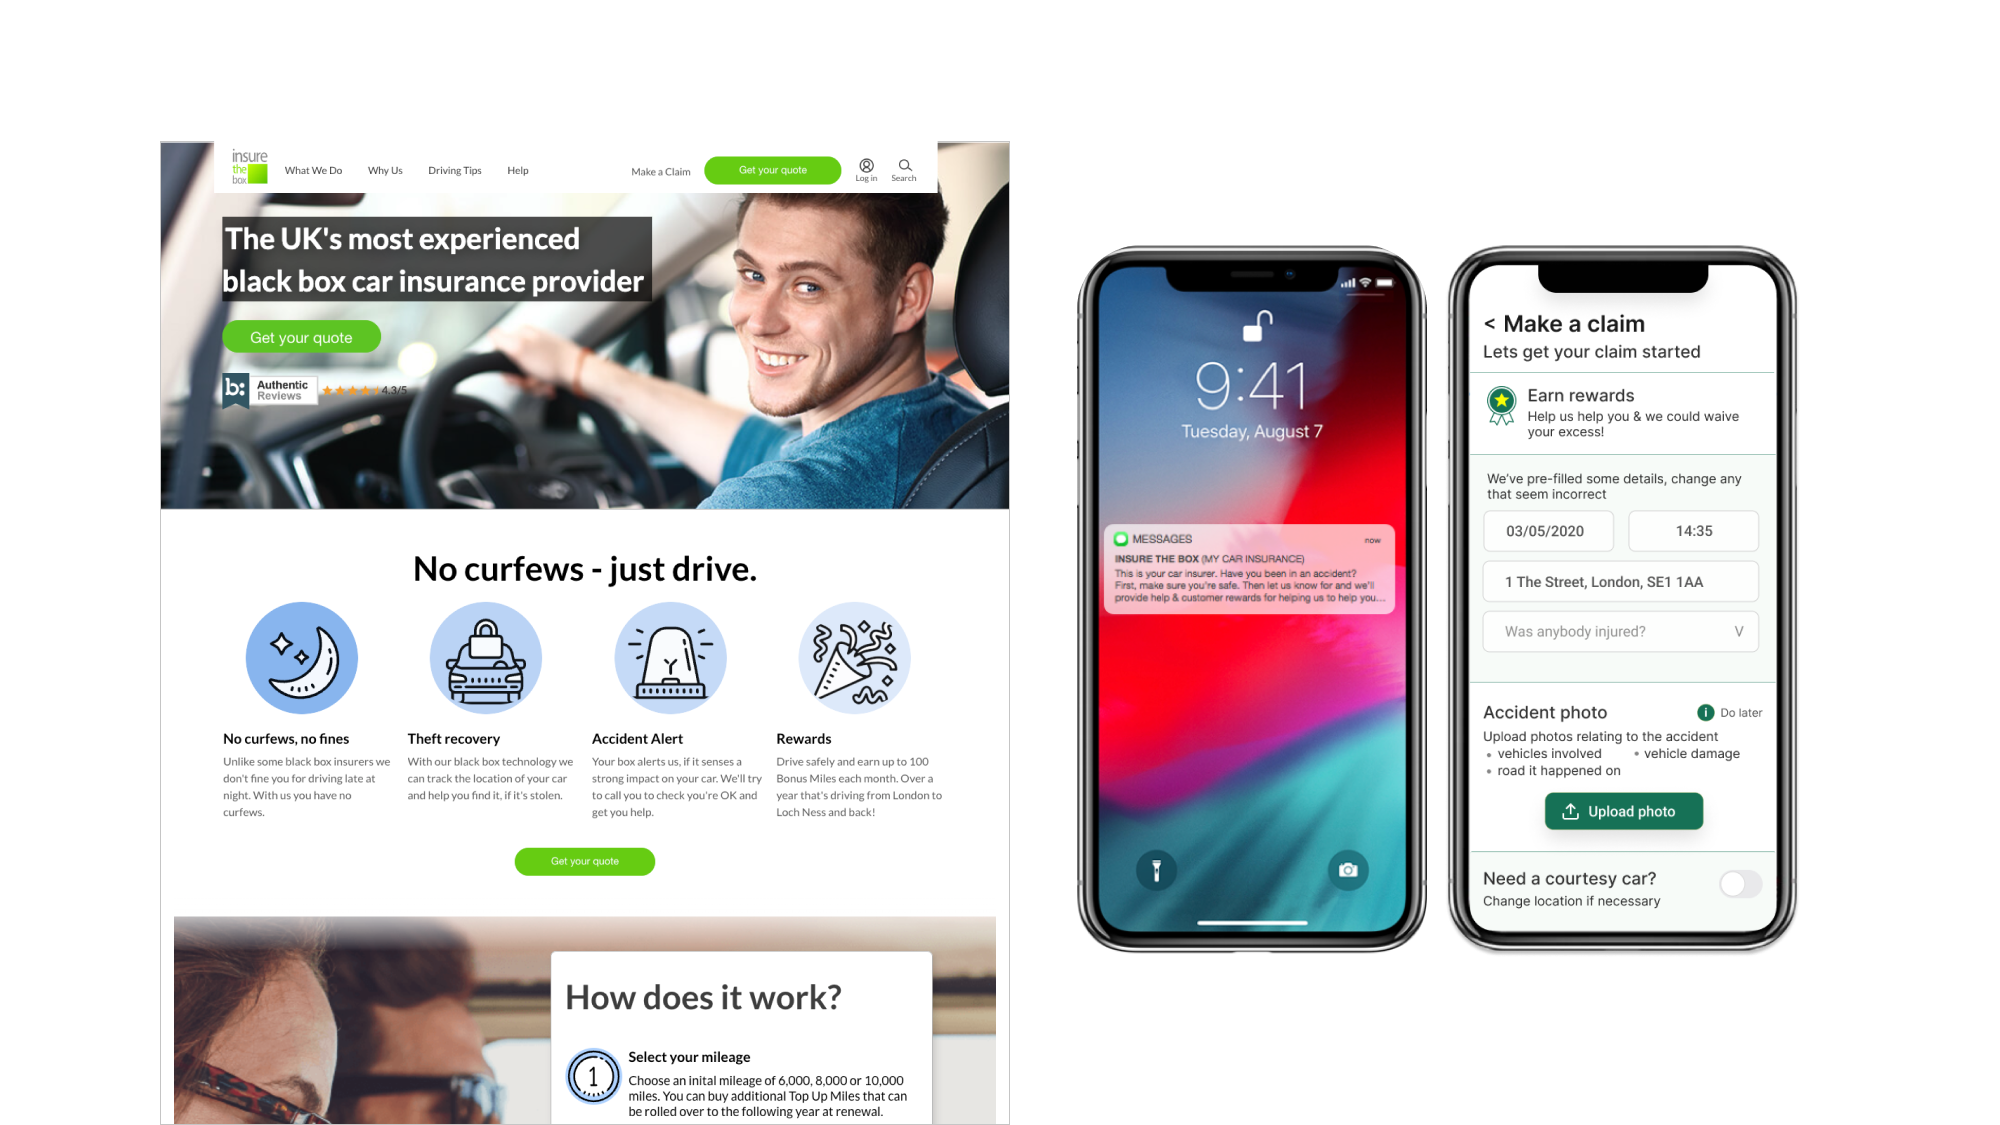 insure
the
box
What We Do
Why Us
Driving Tips
Help
Make a Claim
Get your quote
Log in
Search
The UK's most experienced
black box car insurance provider
Get your quote
b:
Authentic
Reviews
4.3/5
No curfews - just drive.
No curfews, no fines
Unlike some black box insurers we
don't fine you for driving late at
night. With us you have no
curfews.
Theft recovery
With our black box technology we
can track the location of your car
and help you find it, if it's stolen.
Accident Alert
Your box alerts us, if it senses a
strong impact on your car. We'll try
to call you to check you're OK and
get you help.
Rewards
Drive safely and earn up to 100
Bonus Miles each month. Over a
year that's driving from London to
Loch Ness and back!
Get your quote
How does it work?
1
Select your mileage
Choose an inital mileage of 6,000, 8,000 or 10,000
miles. You can buy additional Top Up Miles that can
be rolled over to the following year at renewal.
9:41
Tuesday, August 7
MESSAGES
now
INSURE THE BOX (MY CAR INSURANCE)
This is your car insurer. Have you been in an accident?
First, make sure you're safe. Then let us know for and we'll
provide help & customer rewards for helping us to help you...
< Make a claim
Lets get your claim started
Earn rewards
Help us help you & we could waive
your excess!
We've pre-filled some details, change any
that seem incorrect
03/05/2020
14:35
1 The Street, London, SE1 1AA
Was anybody injured?
V
Accident photo
i Do later
Upload photos relating to the accident
• vehicles involved
• vehicle damage
• road it happened on
Upload photo
Need a courtesy car?
Change location if necessary